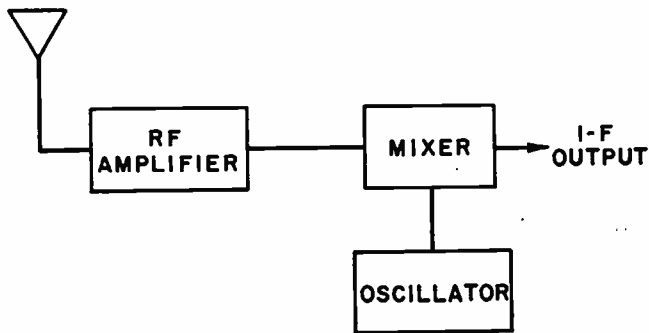 RF
AMPLIFIER
MIXER
I-F
OUTPUT
OSCILLATOR